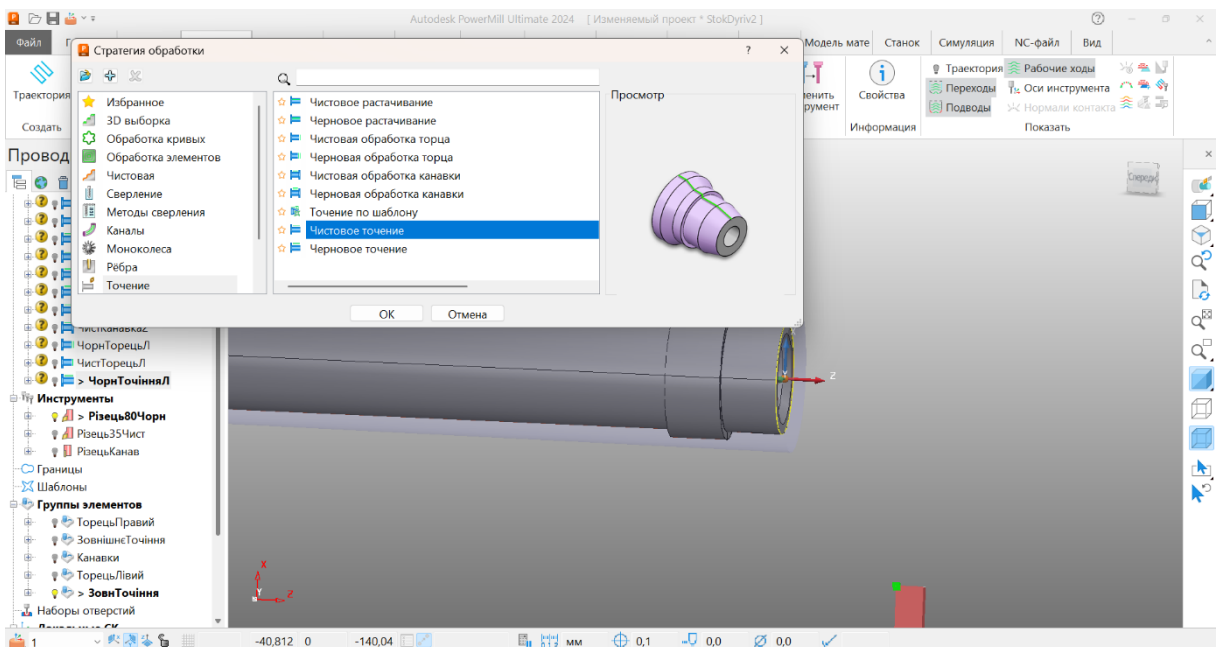 Autodesk PowerMill Ultimate 2024 [ Изменяемый проект * StokDyriv2 ]
Файл
Модель мате Станок Симуляция NC-файл Вид
Стратегия обработки
Траектория
Создать
Свойства
Информация
Траектория Рабочие ходы
Переходы Оси инструмента
Подводы Нормали контакта
Показать
Избранное
3D выборка
Обработка кривых
Обработка элементов
Чистовая
Сверление
Методы сверления
Каналы
Моноколеса
Рёбра
Точение
Чистовое растачивание
Черновое растачивание
Чистовая обработка торца
Черновая обработка торца
Чистовая обработка канавки
Черновая обработка канавки
Точение по шаблону
Чистовое точение
Черновое точение
Просмотр
OK Отмена
Спереди
Провод
ЧистКанавка2
ЧорнТорецьЛ
ЧистТорецьЛ
> ЧорнТочінняЛ
Инструменты
> Різець80Чорн
Різець35Чист
РізецьКанав
Границы
Шаблоны
Группы элементов
ТорецьПравий
ЗовнішнєТочіння
Канавки
ТорецьЛівий
> ЗовнТочіння
Наборы отверстий
Y Z
X
Y Z
1 -40,812 0 -140,04 мм 0,1 0,0 0,0